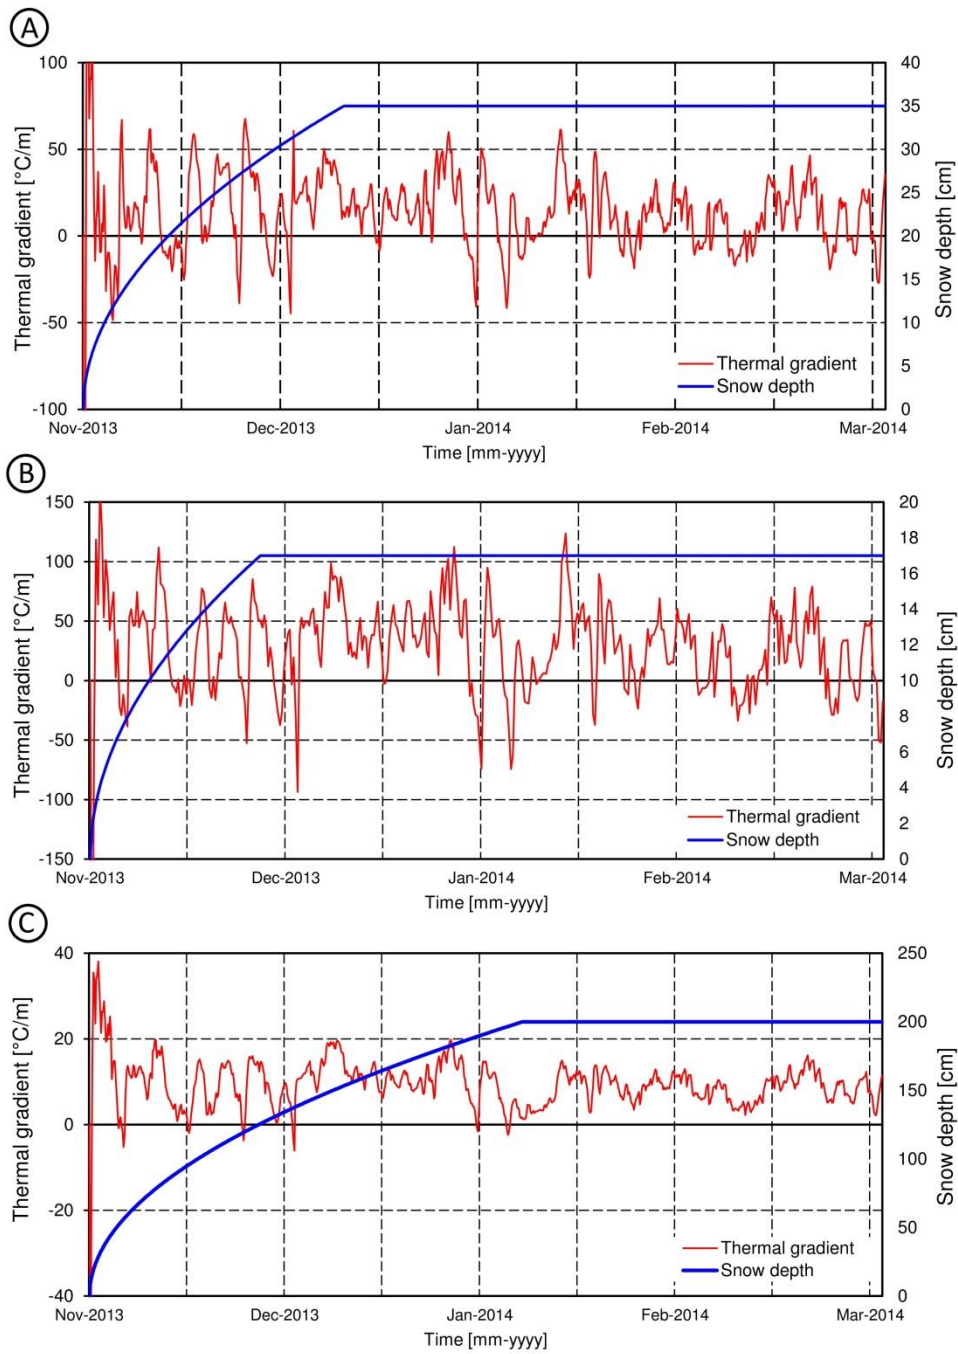 A
100
50
0
-50
-100
Thermal gradient [°C/m]
40
35
30
25
20
15
10
5
0
Snow depth [cm]
Thermal gradient
Snow depth
Nov-2013 Dec-2013 Jan-2014 Feb-2014 Mar-2014
Time [mm-yyyy]
B
150
100
50
0
-50
-100
-150
Thermal gradient [°C/m]
20
18
16
14
12
10
8
6
4
2
0
Snow depth [cm]
Thermal gradient
Snow depth
Nov-2013 Dec-2013 Jan-2014 Feb-2014 Mar-2014
Time [mm-yyyy]
C
40
20
0
-20
-40
Thermal gradient [°C/m]
250
200
150
100
50
0
Snow depth [cm]
Thermal gradient
Snow depth
Nov-2013 Dec-2013 Jan-2014 Feb-2014 Mar-2014
Time [mm-yyyy]